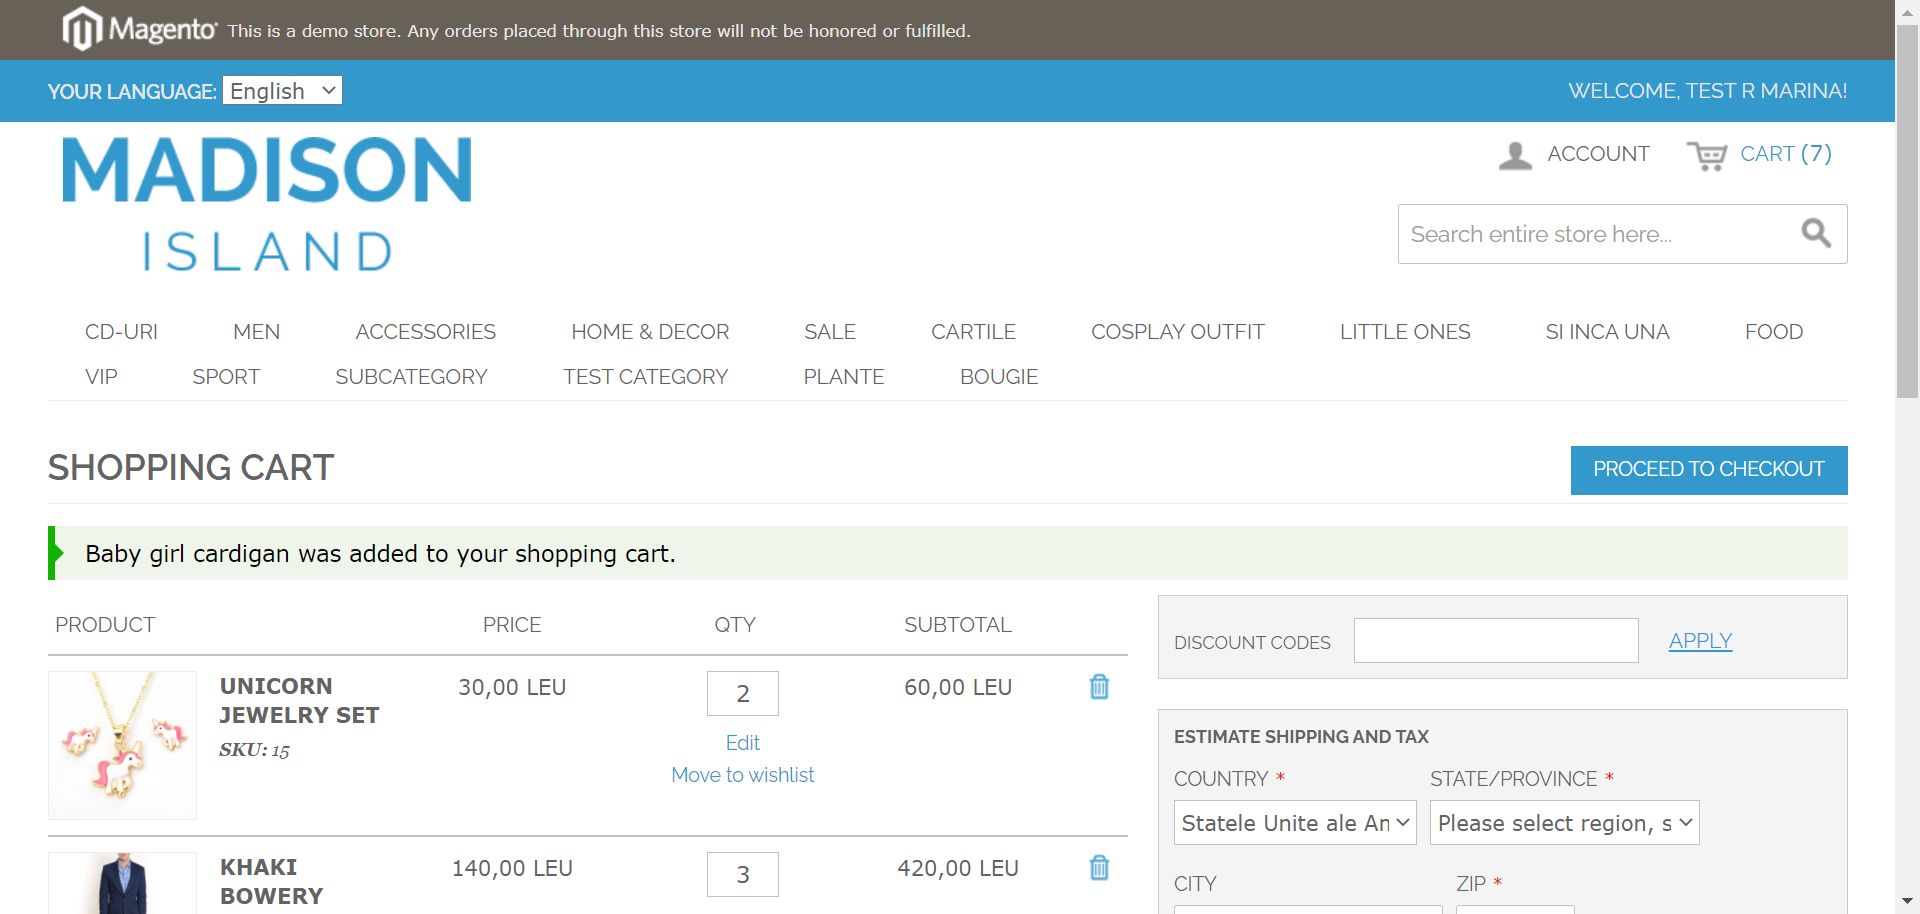 Magento® This is a demo store. Any orders placed through this store will not be honored or fulfilled.
YOUR LANGUAGE: English
WELCOME, TEST R MARINA!
MADISON
ISLAND
ACCOUNT
CART (7)
Search entire store here...
CD-URI MEN ACCESSORIES HOME & DECOR SALE CARTILE COSPLAY OUTFIT LITTLE ONES SI INCA UNA FOOD
VIP SPORT SUBCATEGORY TEST CATEGORY PLANTE BOUGIE
SHOPPING CART
PROCEED TO CHECKOUT
Baby girl cardigan was added to your shopping cart.
PRODUCT PRICE QTY SUBTOTAL
UNICORN
JEWELRY SET
SKU: 15
30,00 LEU
2
Edit
Move to wishlist
60,00 LEU
KHAKI
BOWERY
140,00 LEU
3
420,00 LEU
DISCOUNT CODES
APPLY
ESTIMATE SHIPPING AND TAX
COUNTRY * STATE/PROVINCE *
Statele Unite ale Please select region, s
CITY ZIP *